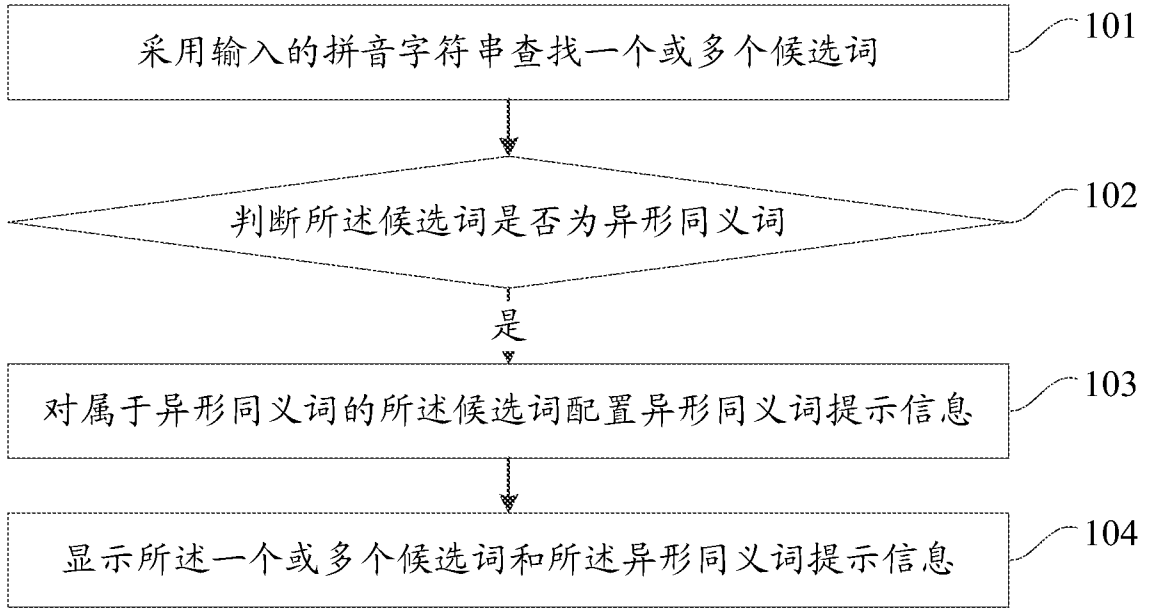 采用输入的拼音字符串查找一个或多个候选词
101
判断所述候选词是否为异形同义词
102
是
对属于异形同义词的所述候选词配置异形同义词提示信息
103
显示所述一个或多个候选词和所述异形同义词提示信息
104